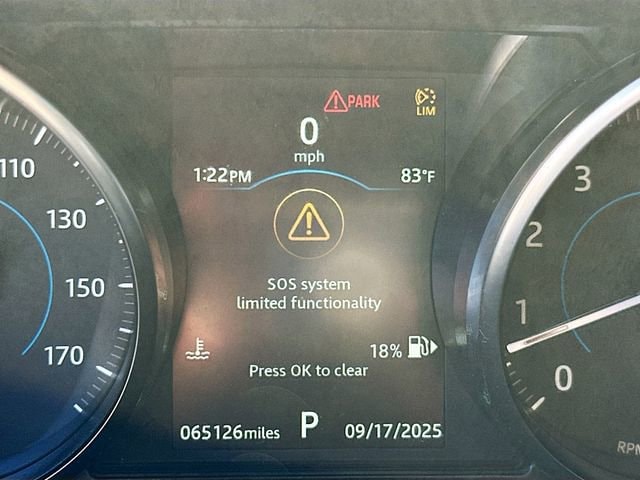 PARK
LIM
0
mph
1:22PM
83°F
110
130
150
170
SOS system
limited functionality
18%
Press OK to clear
065126miles
P
09/17/2025
3
2
1
0
RPM